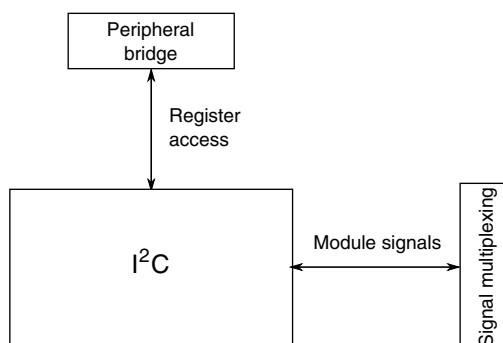 Peripheral
bridge
Register
access
I²C
Module signals
Signal multiplexing